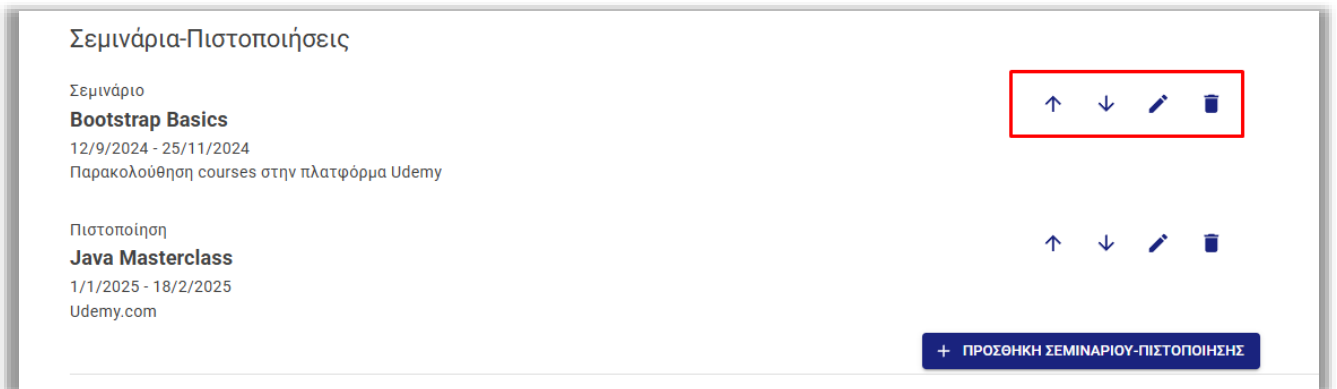 Σεμινάρια-Πιστοποιήσεις
Σεμινάριο
Bootstrap Basics
12/9/2024 - 25/11/2024
Παρακολούθηση courses στην πλατφόρμα Udemy
Πιστοποίηση
Java Masterclass
1/1/2025 - 18/2/2025
Udemy.com
+ ΠΡΟΣΘΗΚΗ ΣΕΜΙΝΑΡΙΟΥ-ΠΙΣΤΟΠΟΙΗΣΗΣ